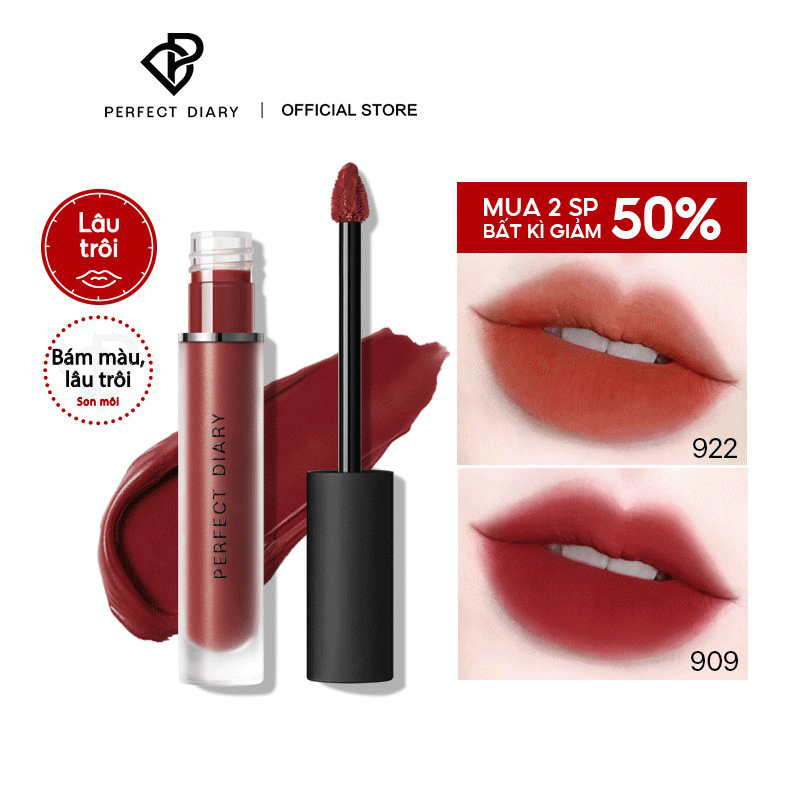 PERFECT DIARY | OFFICIAL STORE
Lâu
trôi
Bám màu,
lâu trôi
Son môi
PERFECT DIARY
MUA 2 SP
BẤT KÌ GIẢM 50%
922
909